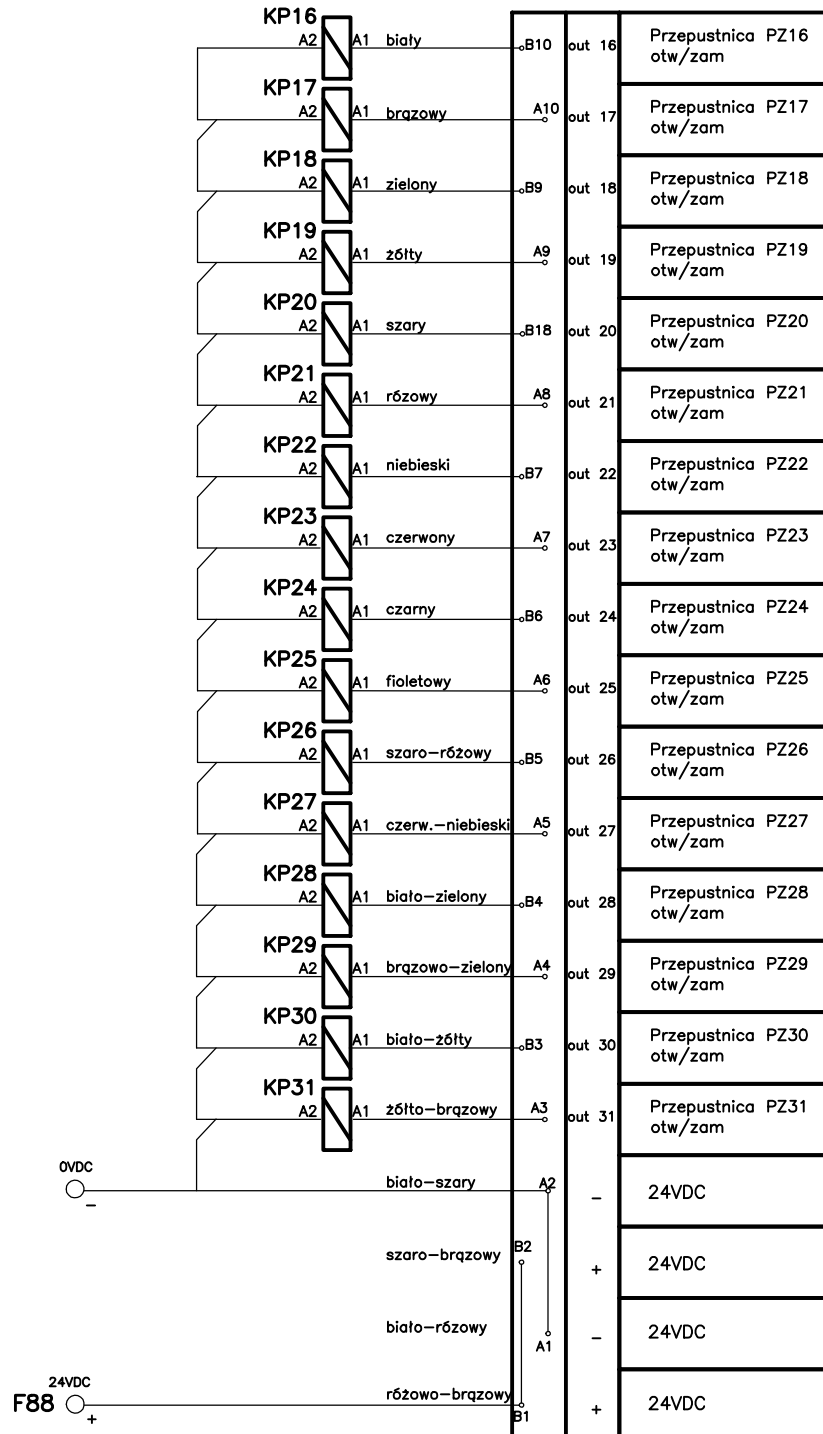 KP16
A2 A1 biały B10 out 16 Przepustnica PZ16
otw/zam
KP17
A2 A1 brązowy A10 out 17 Przepustnica PZ17
otw/zam
KP18
A2 A1 zielony B9 out 18 Przepustnica PZ18
otw/zam
KP19
A2 A1 żółty A9 out 19 Przepustnica PZ19
otw/zam
KP20
A2 A1 szary B18 out 20 Przepustnica PZ20
otw/zam
KP21
A2 A1 rózowy A8 out 21 Przepustnica PZ21
otw/zam
KP22
A2 A1 niebieski B7 out 22 Przepustnica PZ22
otw/zam
KP23
A2 A1 czerwony A7 out 23 Przepustnica PZ23
otw/zam
KP24
A2 A1 czarny B6 out 24 Przepustnica PZ24
otw/zam
KP25
A2 A1 fioletowy A6 out 25 Przepustnica PZ25
otw/zam
KP26
A2 A1 szaro-różowy B5 out 26 Przepustnica PZ26
otw/zam
KP27
A2 A1 czerw.-niebieski A5 out 27 Przepustnica PZ27
otw/zam
KP28
A2 A1 biało-zielony B4 out 28 Przepustnica PZ28
otw/zam
KP29
A2 A1 brązowo-zielony A4 out 29 Przepustnica PZ29
otw/zam
KP30
A2 A1 biało-żółty B3 out 30 Przepustnica PZ30
otw/zam
KP31
A2 A1 żółto-brązowy A3 out 31 Przepustnica PZ31
otw/zam
0VDC
- biało-szary A2 - 24VDC
szaro-brązowy B2 + 24VDC
biało-rózowy A1 - 24VDC
24VDC
F88 + różowo-brązowy B1 + 24VDC